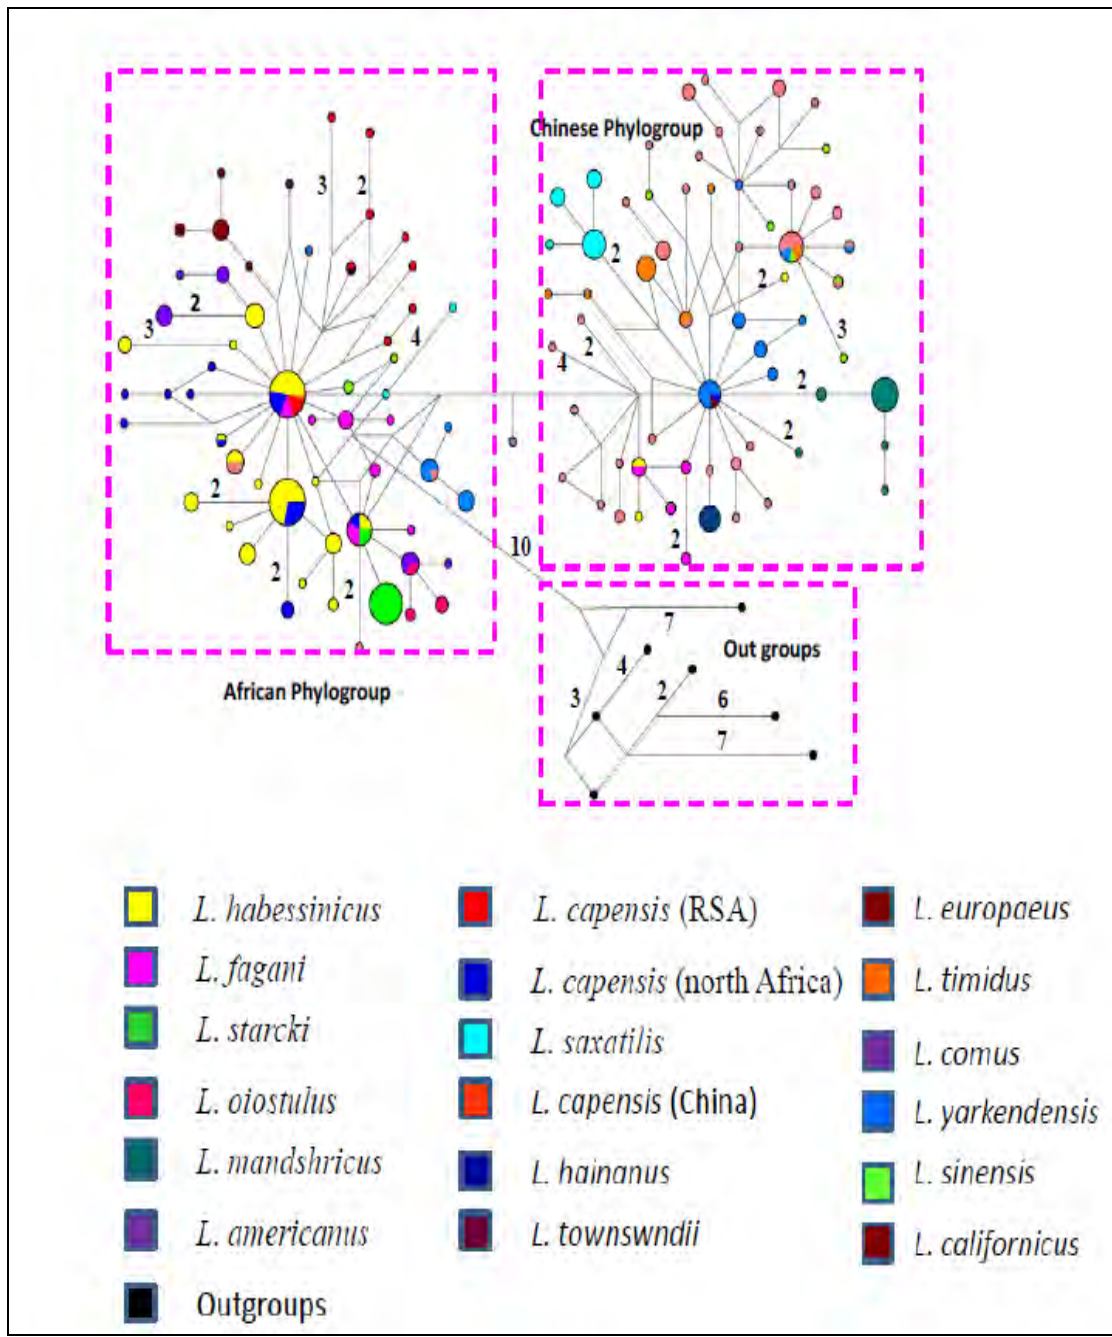 Chinese Phylogroup
3
2
2
2
2
3
2
3
4
4
2
2
2
2
2
2
2
10
2
African Phylogroup
7
Out groups
4
2
3
6
7
L. habessinicus
L. capensis (RSA)
L. europaeus
L. fagani
L. capensis (north Africa)
L. timidus
L. starcki
L. saxatilis
L. comus
L. oiostulus
L. capensis (China)
L. yarkendensis
L. mandshricus
L. hainanus
L. sinensis
L. americanus
L. townswndii
L. californicus
Outgroups